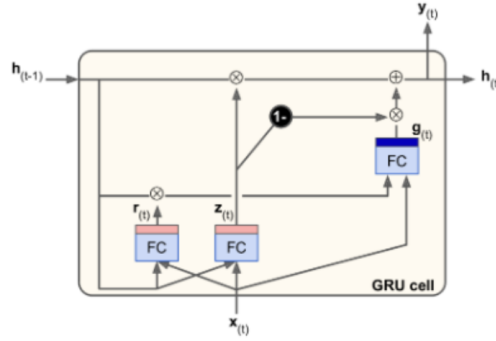 y(t)
h(t-1)
h(t
1-
g(t)
FC
r(t)
z(t)
FC
FC
GRU cell
x(t)